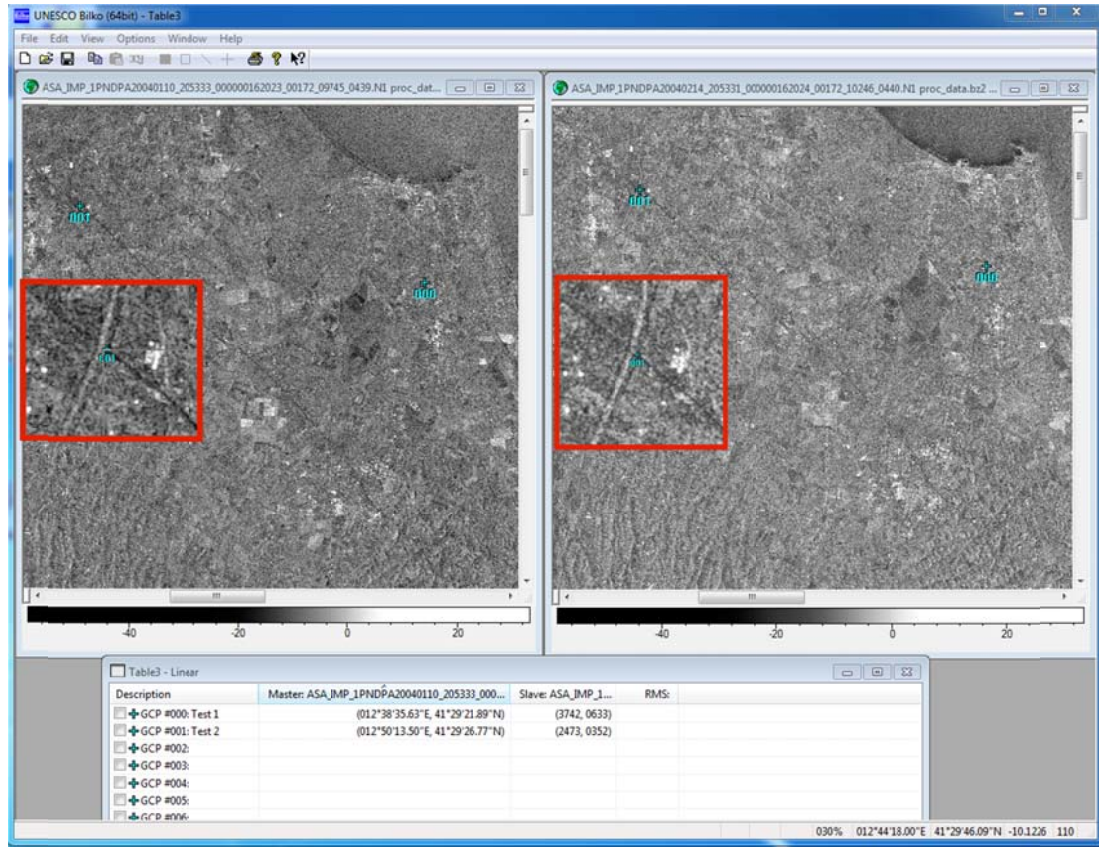 UNESCO Bilko (64bit) - Table3
File Edit View Options Window Help
ASA_IMP_1PNDPA20040110_205333_000000162023_00172_09745_0439.N1 proc_dat...
ASA_IMP_1PNDPA20040214_205331_000000162024_00172_10246_0440.N1 proc_data.bz2 ...
001
000
001
001
000
001
-40 -20 0 20
-40 -20 0 20
Table3 - Linear
Description Master: ASA_IMP_1PNDPA20040110_205333_000... Slave: ASA_IMP_1... RMS:
GCP #000: Test 1 (012°38'35.63"E, 41°29'21.89"N) (3742, 0633)
GCP #001: Test 2 (012°50'13.50"E, 41°29'26.77"N) (2473, 0352)
GCP #002:
GCP #003:
GCP #004:
GCP #005:
GCP #006:
030% 012°44'18.00"E 41°29'46.09"N -10.1226 110